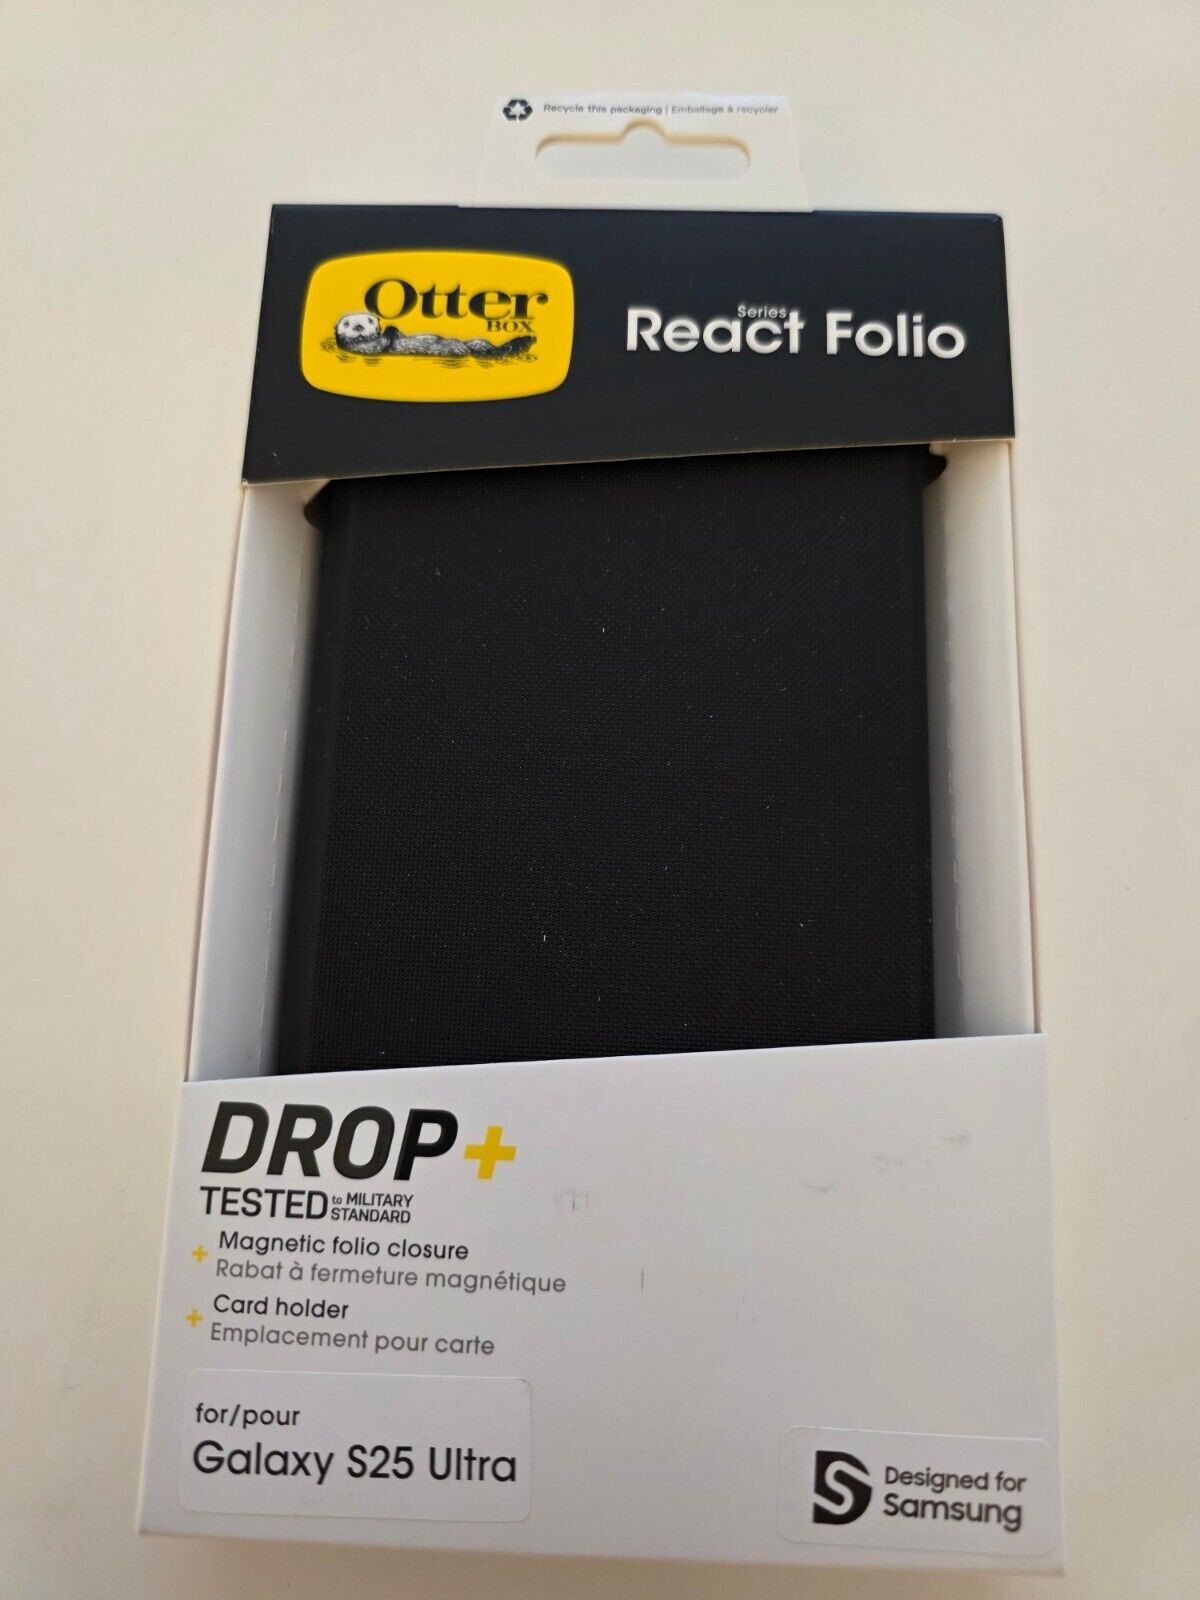 Recycle this packaging | Emballage à recycler
Otter
BOX
Series
React Folio
DROP+
TESTED to MILITARY STANDARD
+ Magnetic folio closure
Rabat à fermeture magnétique
+ Card holder
Emplacement pour carte
for/pour
Galaxy S25 Ultra
Designed for
Samsung